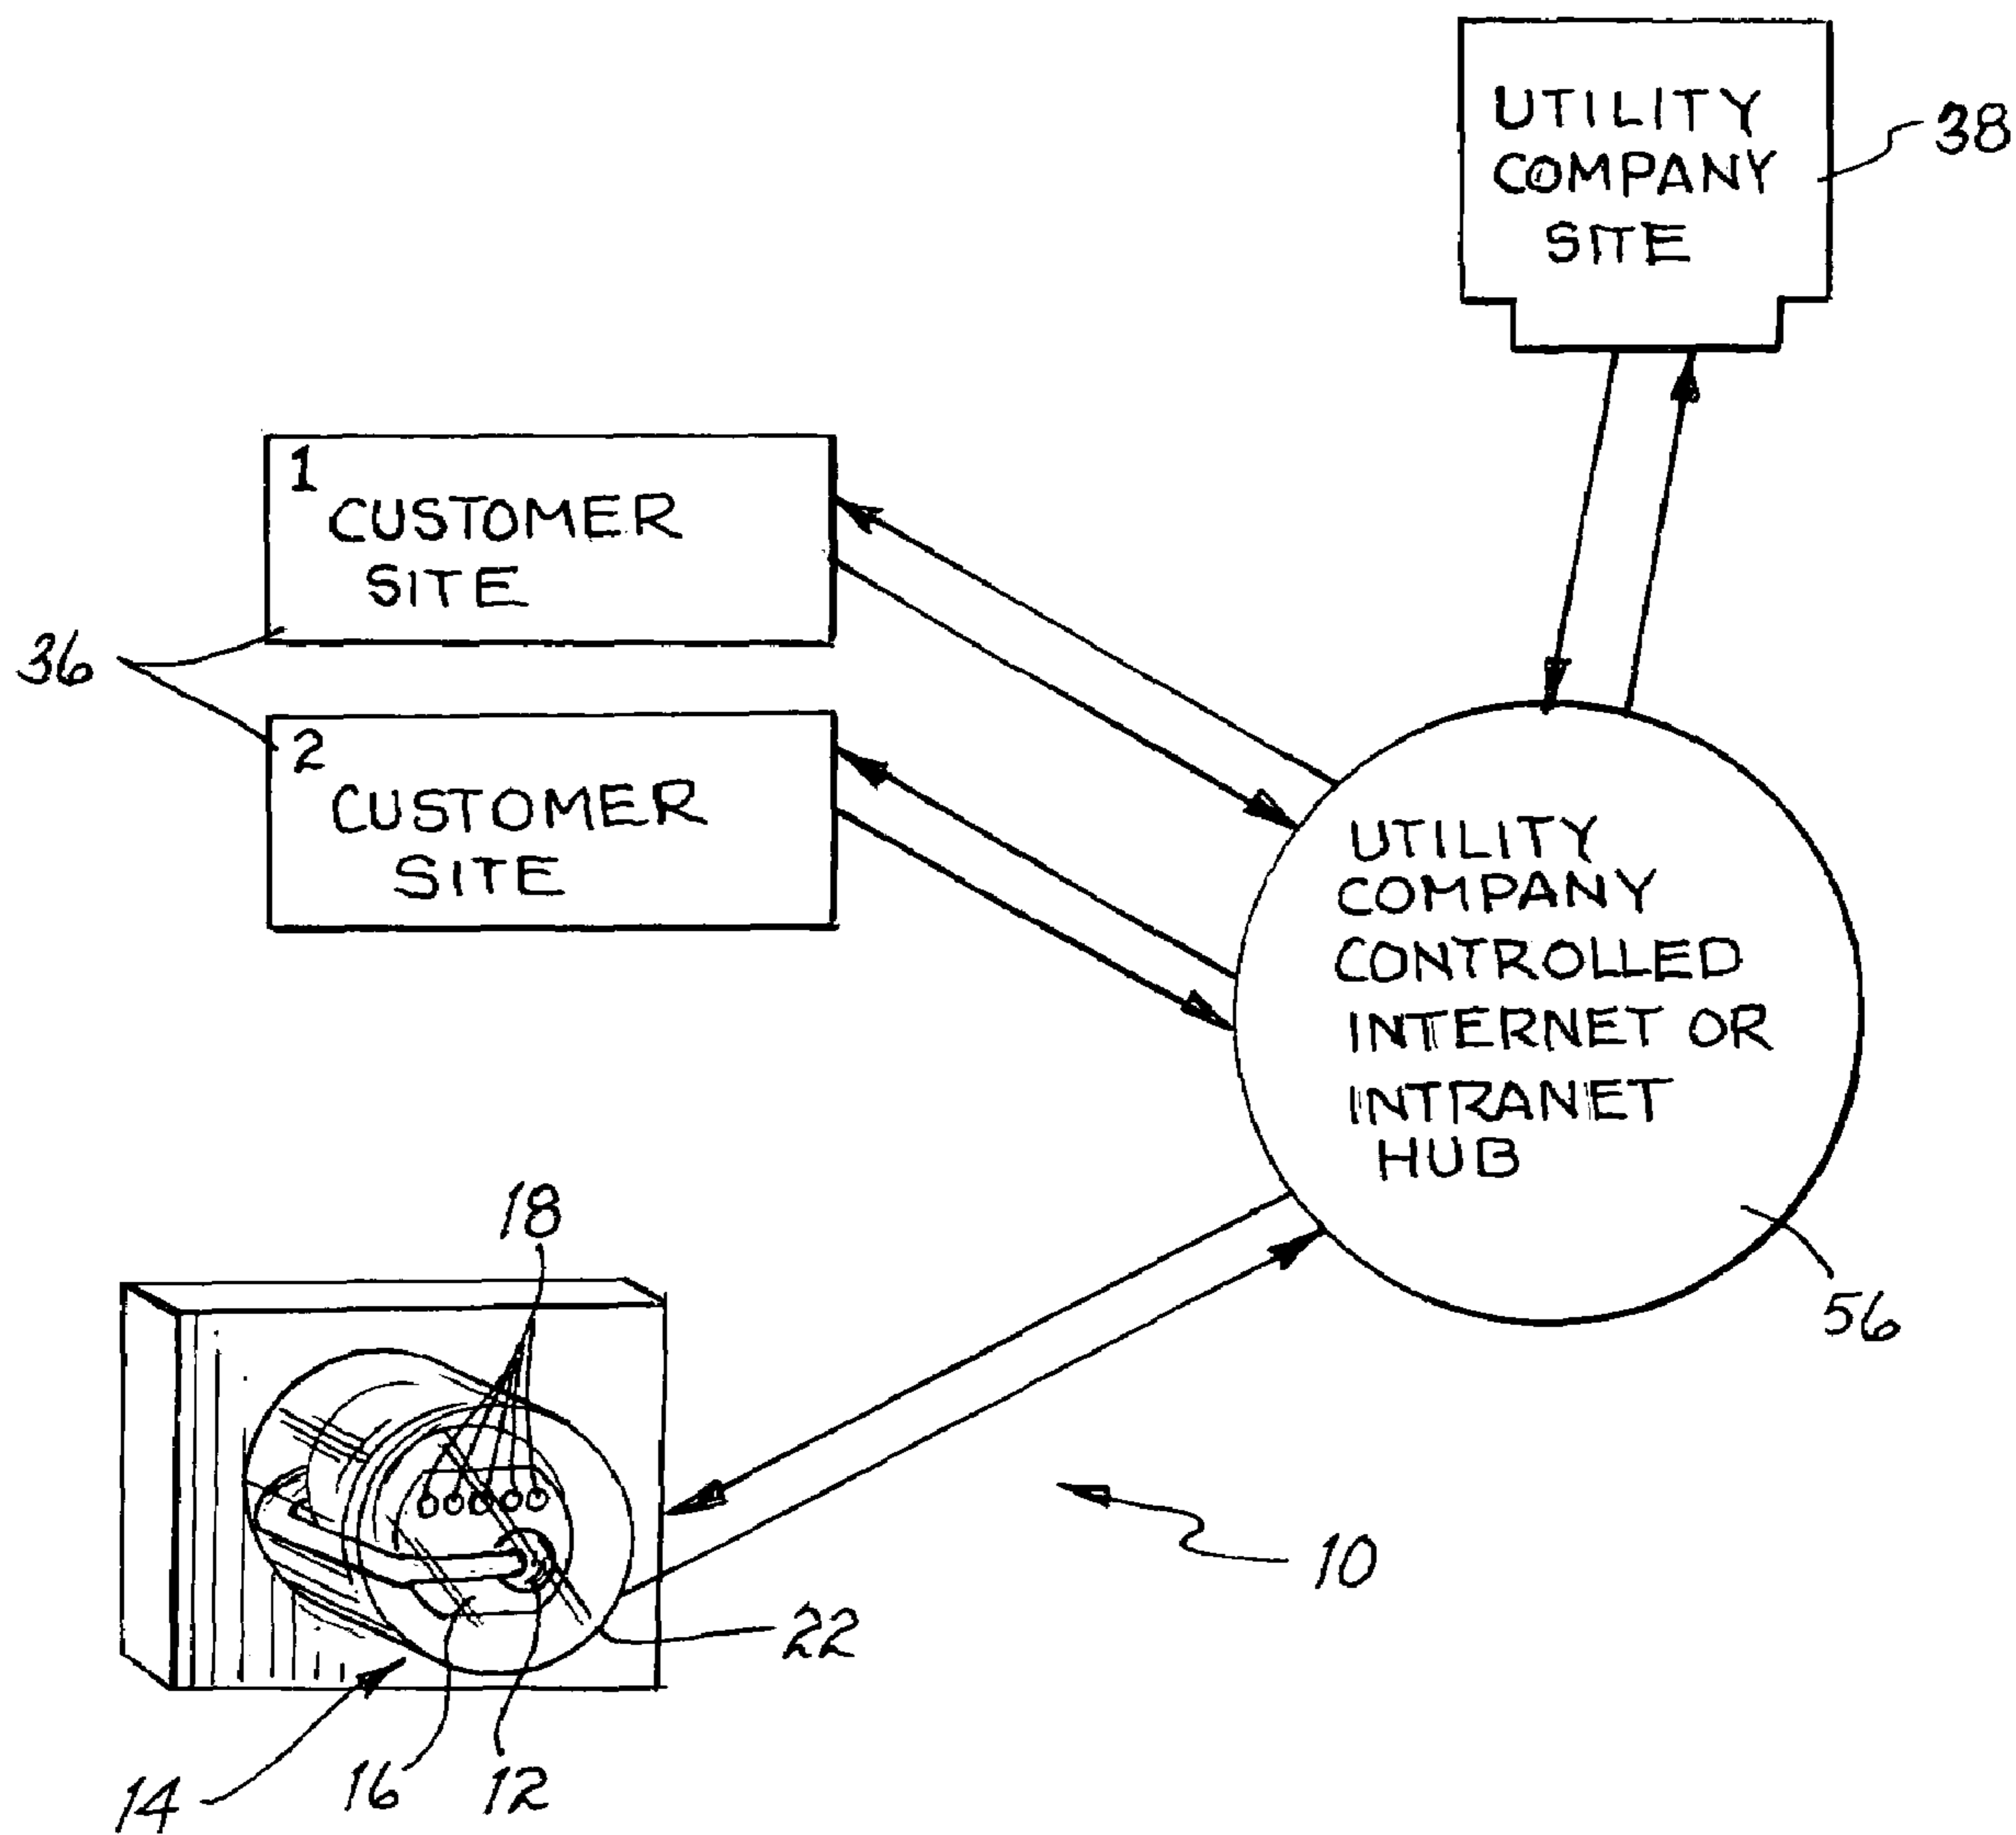 UTILITY
COMPANY
SITE
38
1
CUSTOMER
SITE
36
2
CUSTOMER
SITE
UTILITY
COMPANY
CONTROLLED
INTERNET OR
INTRANET
HUB
56
18
10
22
14
16
12